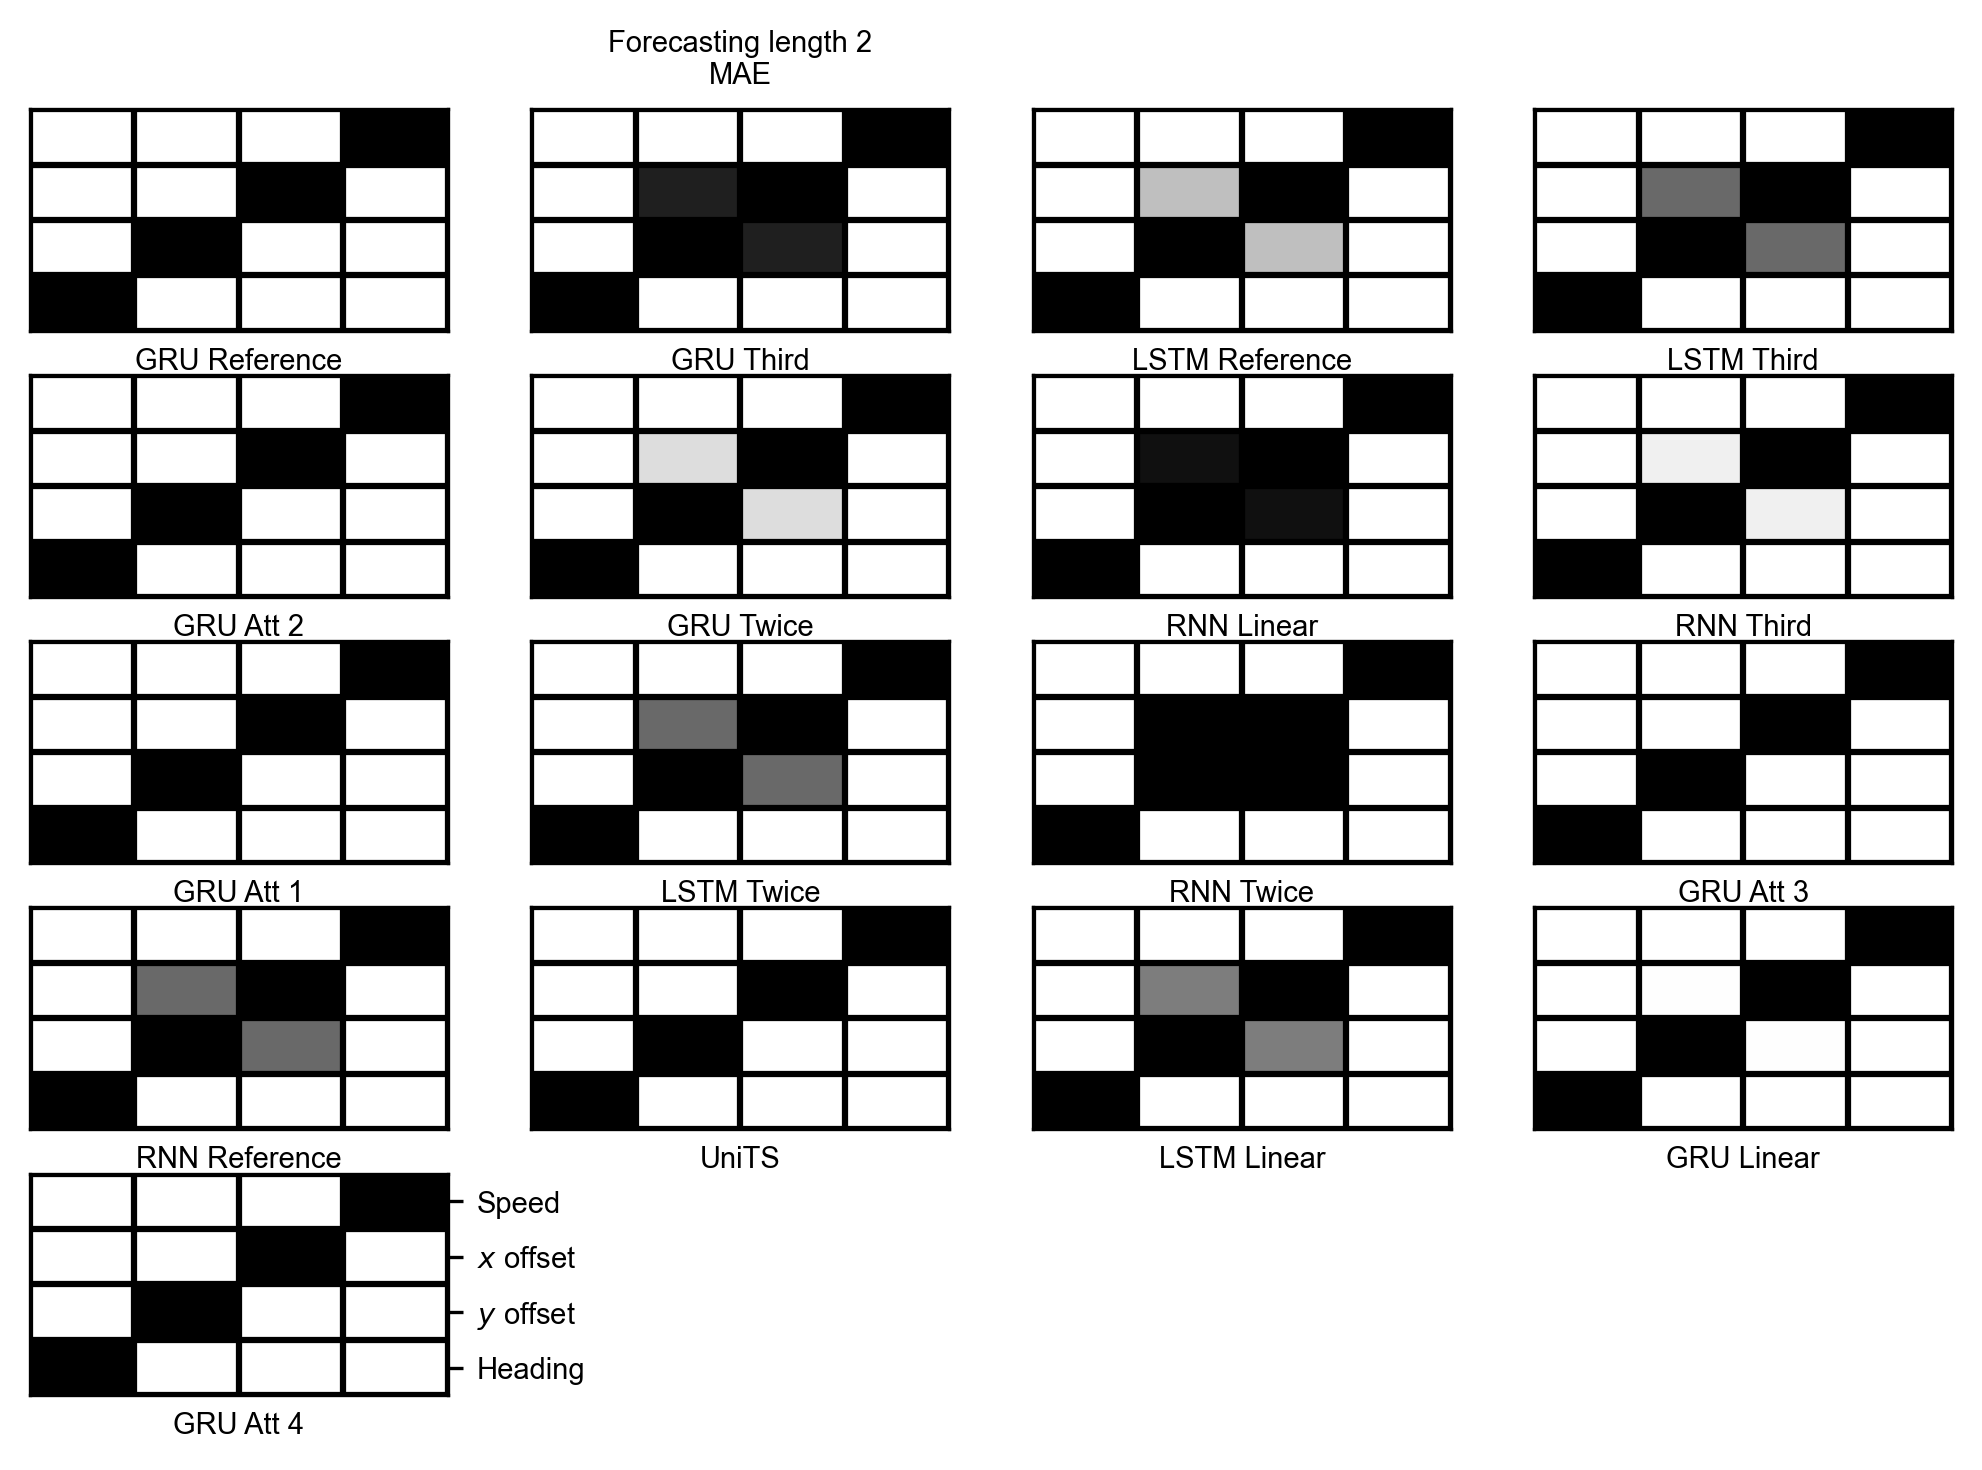 Forecasting length 2
MAE
GRU Reference
GRU Third
LSTM Reference
LSTM Third
GRU Att 2
GRU Twice
RNN Linear
RNN Third
GRU Att 1
LSTM Twice
RNN Twice
GRU Att 3
RNN Reference
UniTS
LSTM Linear
GRU Linear
Speed
x offset
y offset
Heading
GRU Att 4